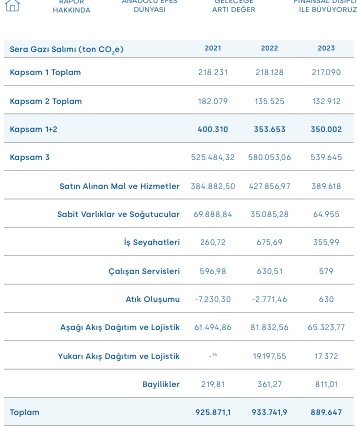 RAPOR HAKKINDA
ANADOLU EFES DÜNYASI
GELECEĞE ARTI DEĞER
FİNANSAL DİSİPLİ İLE BÜYÜYORUZ
Sera Gazı Salımı (ton CO2e) 2021 2022 2023
Kapsam 1 Toplam 218.231 218.128 217.090
Kapsam 2 Toplam 182.079 135.525 132.912
Kapsam 1+2 400.310 353.653 350.002
Kapsam 3 525.484,32 580.053,06 539.645
Satın Alınan Mal ve Hizmetler 384.882,50 427.856,97 389.618
Sabit Varlıklar ve Soğutucular 69.888,84 35.085,28 64.955
İş Seyahatleri 260,72 675,69 355,99
Çalışan Servisleri 596,98 630,51 579
Atık Oluşumu -7.230,30 -2.771,46 630
Aşağı Akış Dağıtım ve Lojistik 61.494,86 81.832,56 65.323,77
Yukarı Akış Dağıtım ve Lojistik - 19.197,55 17.372
Bayilikler 219,81 361,27 811,01
Toplam 925.871,1 933.741,9 889.647